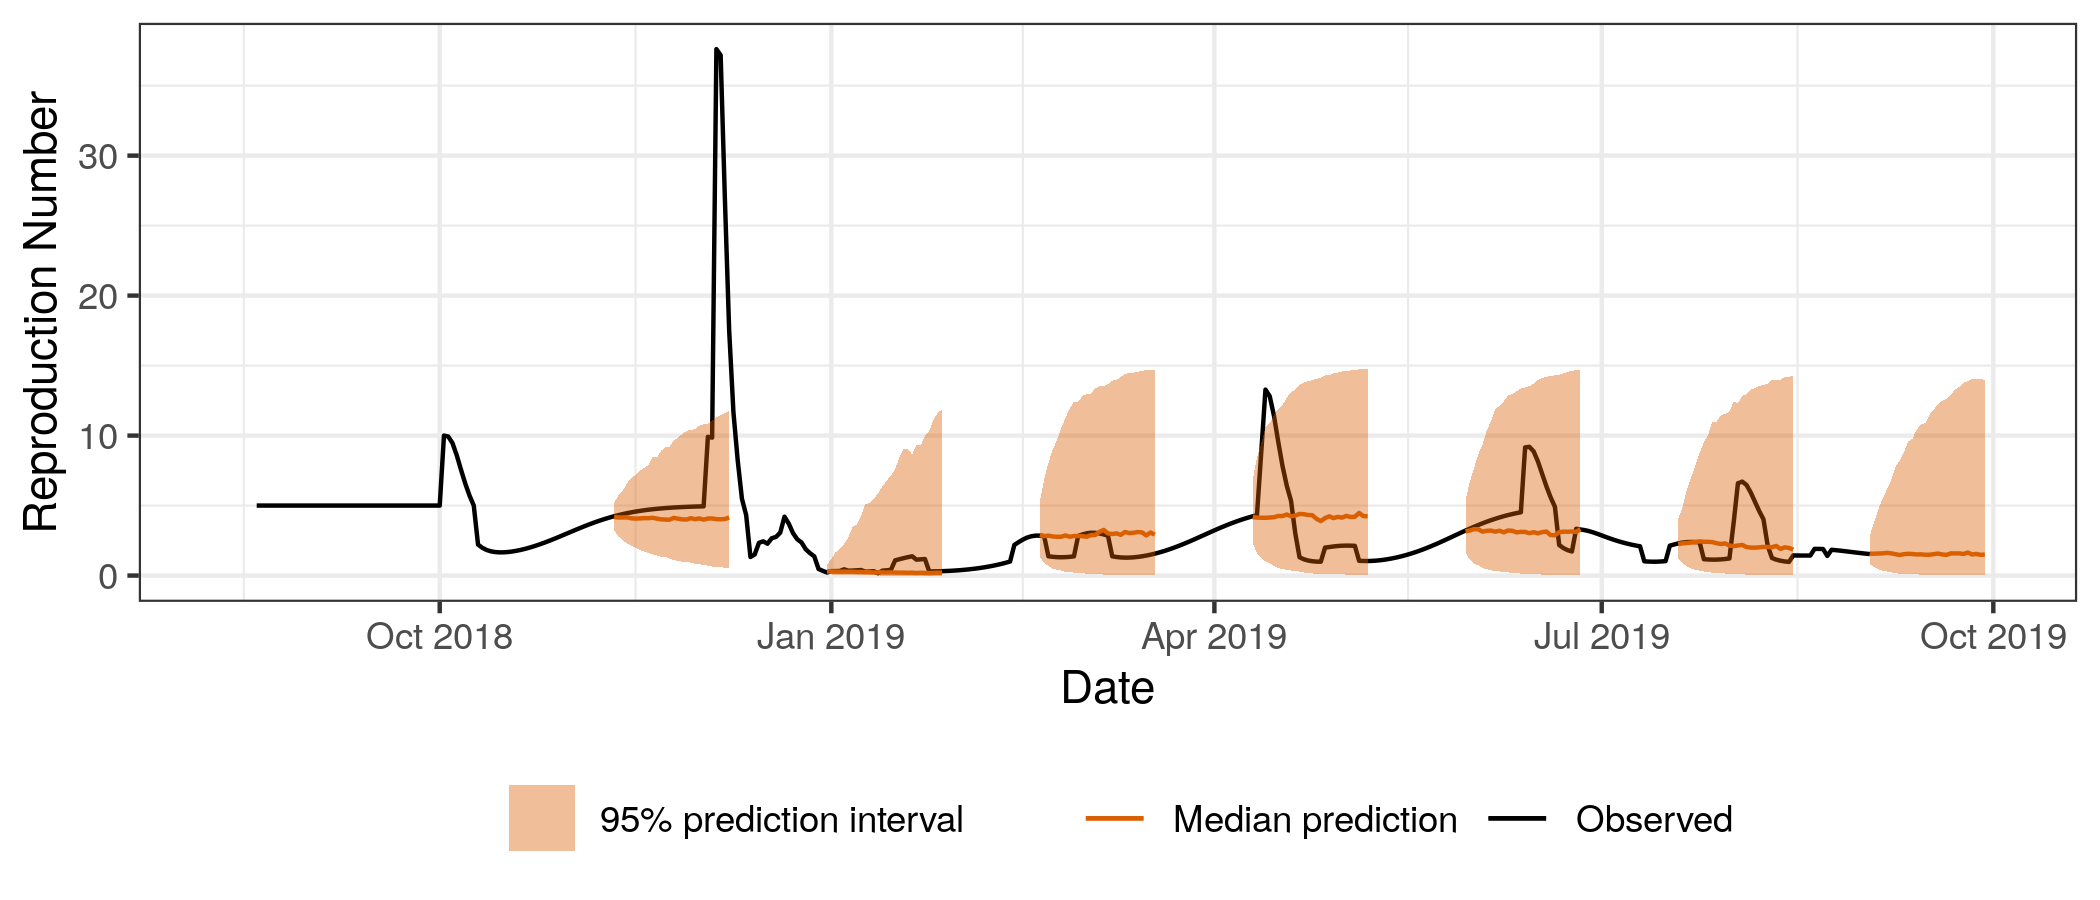 Reproduction Number
30
20
10
0
Oct 2018 Jan 2019 Apr 2019 Jul 2019 Oct 2019
Date
95% prediction interval Median prediction Observed